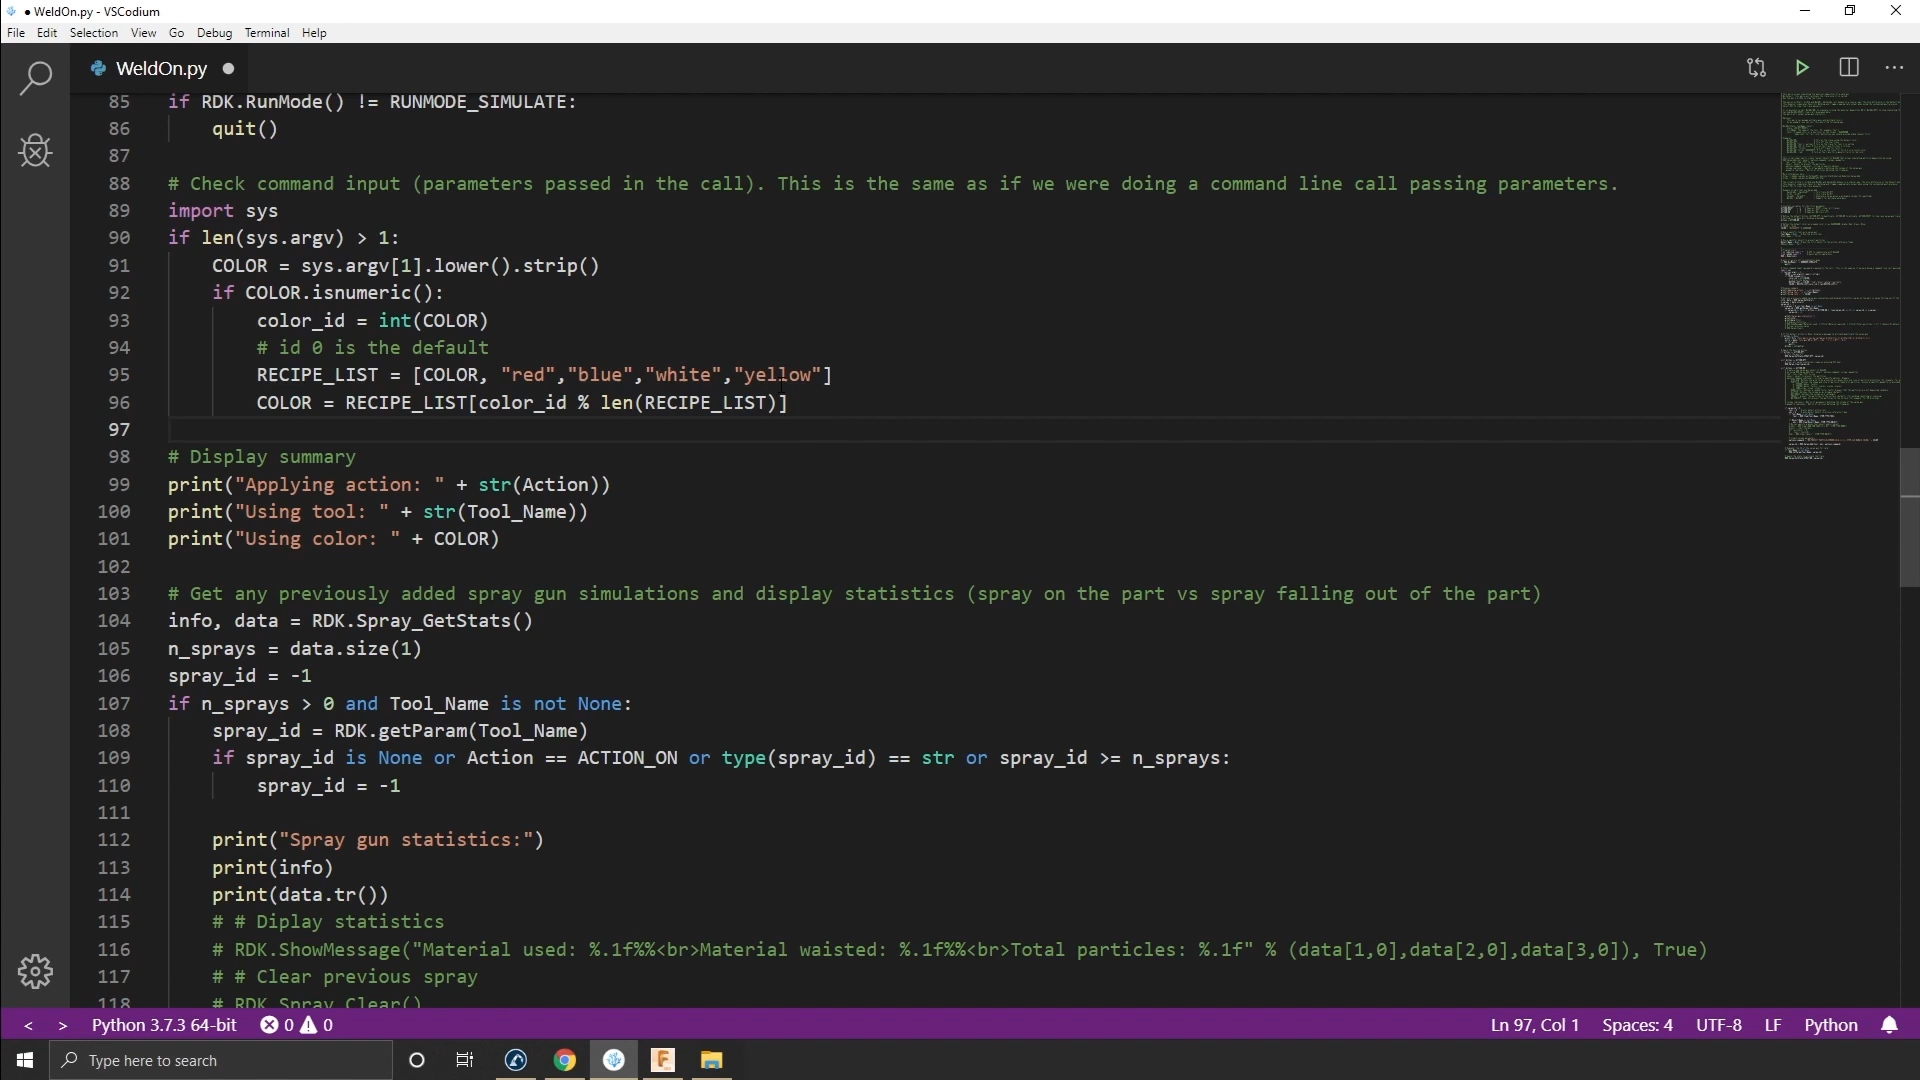 ● WeldOn.py - VSCodium
File Edit Selection View Go Debug Terminal Help
WeldOn.py ●
85 if RDK.RunMode() != RUNMODE_SIMULATE:
86 quit()
87
88 # Check command input (parameters passed in the call). This is the same as if we were doing a command line call passing parameters.
89 import sys
90 if len(sys.argv) > 1:
91 COLOR = sys.argv[1].lower().strip()
92 if COLOR.isnumeric():
93 color_id = int(COLOR)
94 # id 0 is the default
95 RECIPE_LIST = [COLOR, "red","blue","white","yellow"]
96 COLOR = RECIPE_LIST[color_id % len(RECIPE_LIST)]
97
98 # Display summary
99 print("Applying action: " + str(Action))
100 print("Using tool: " + str(Tool_Name))
101 print("Using color: " + COLOR)
102
103 # Get any previously added spray gun simulations and display statistics (spray on the part vs spray falling out of the part)
104 info, data = RDK.Spray_GetStats()
105 n_sprays = data.size(1)
106 spray_id = -1
107 if n_sprays > 0 and Tool_Name is not None:
108 spray_id = RDK.getParam(Tool_Name)
109 if spray_id is None or Action == ACTION_ON or type(spray_id) == str or spray_id >= n_sprays:
110 spray_id = -1
111
112 print("Spray gun statistics:")
113 print(info)
114 print(data.tr())
115 # # Diplay statistics
116 # RDK.ShowMessage("Material used: %.1f%%<br>Material waisted: %.1f%%<br>Total particles: %.1f" % (data[1,0],data[2,0],data[3,0]), True)
117 # # Clear previous spray
118 # RDK.Spray_Clear()
< > Python 3.7.3 64-bit 0 0 Ln 97, Col 1 Spaces: 4 UTF-8 LF Python
Type here to search